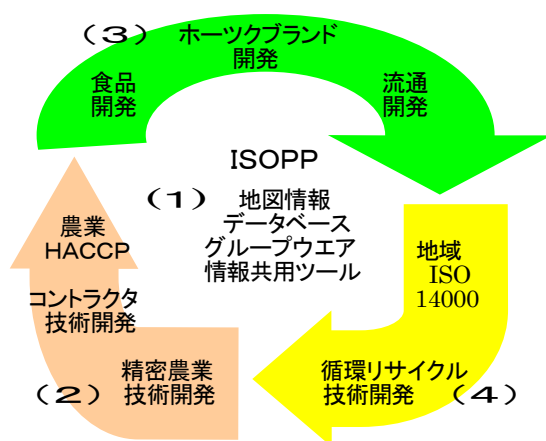 (3) ホーツクブランド
開発
食品
開発
流通
開発
ISOPP
(1) 地図情報
データベース
グループウエア
情報共用ツール
農業
HACCP
コントラクタ
技術開発
地域
ISO
14000
(2) 精密農業
技術開発
循環リサイクル
技術開発 (4)